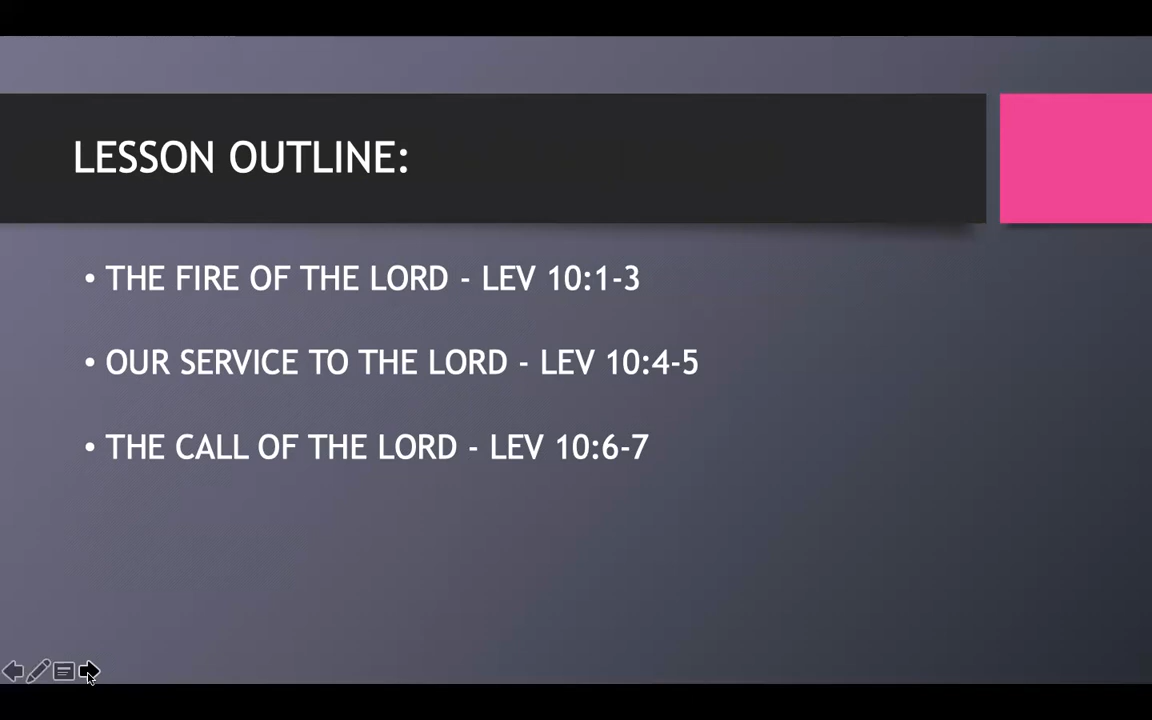 LESSON OUTLINE:
• THE FIRE OF THE LORD - LEV 10:1-3
• OUR SERVICE TO THE LORD - LEV 10:4-5
• THE CALL OF THE LORD - LEV 10:6-7